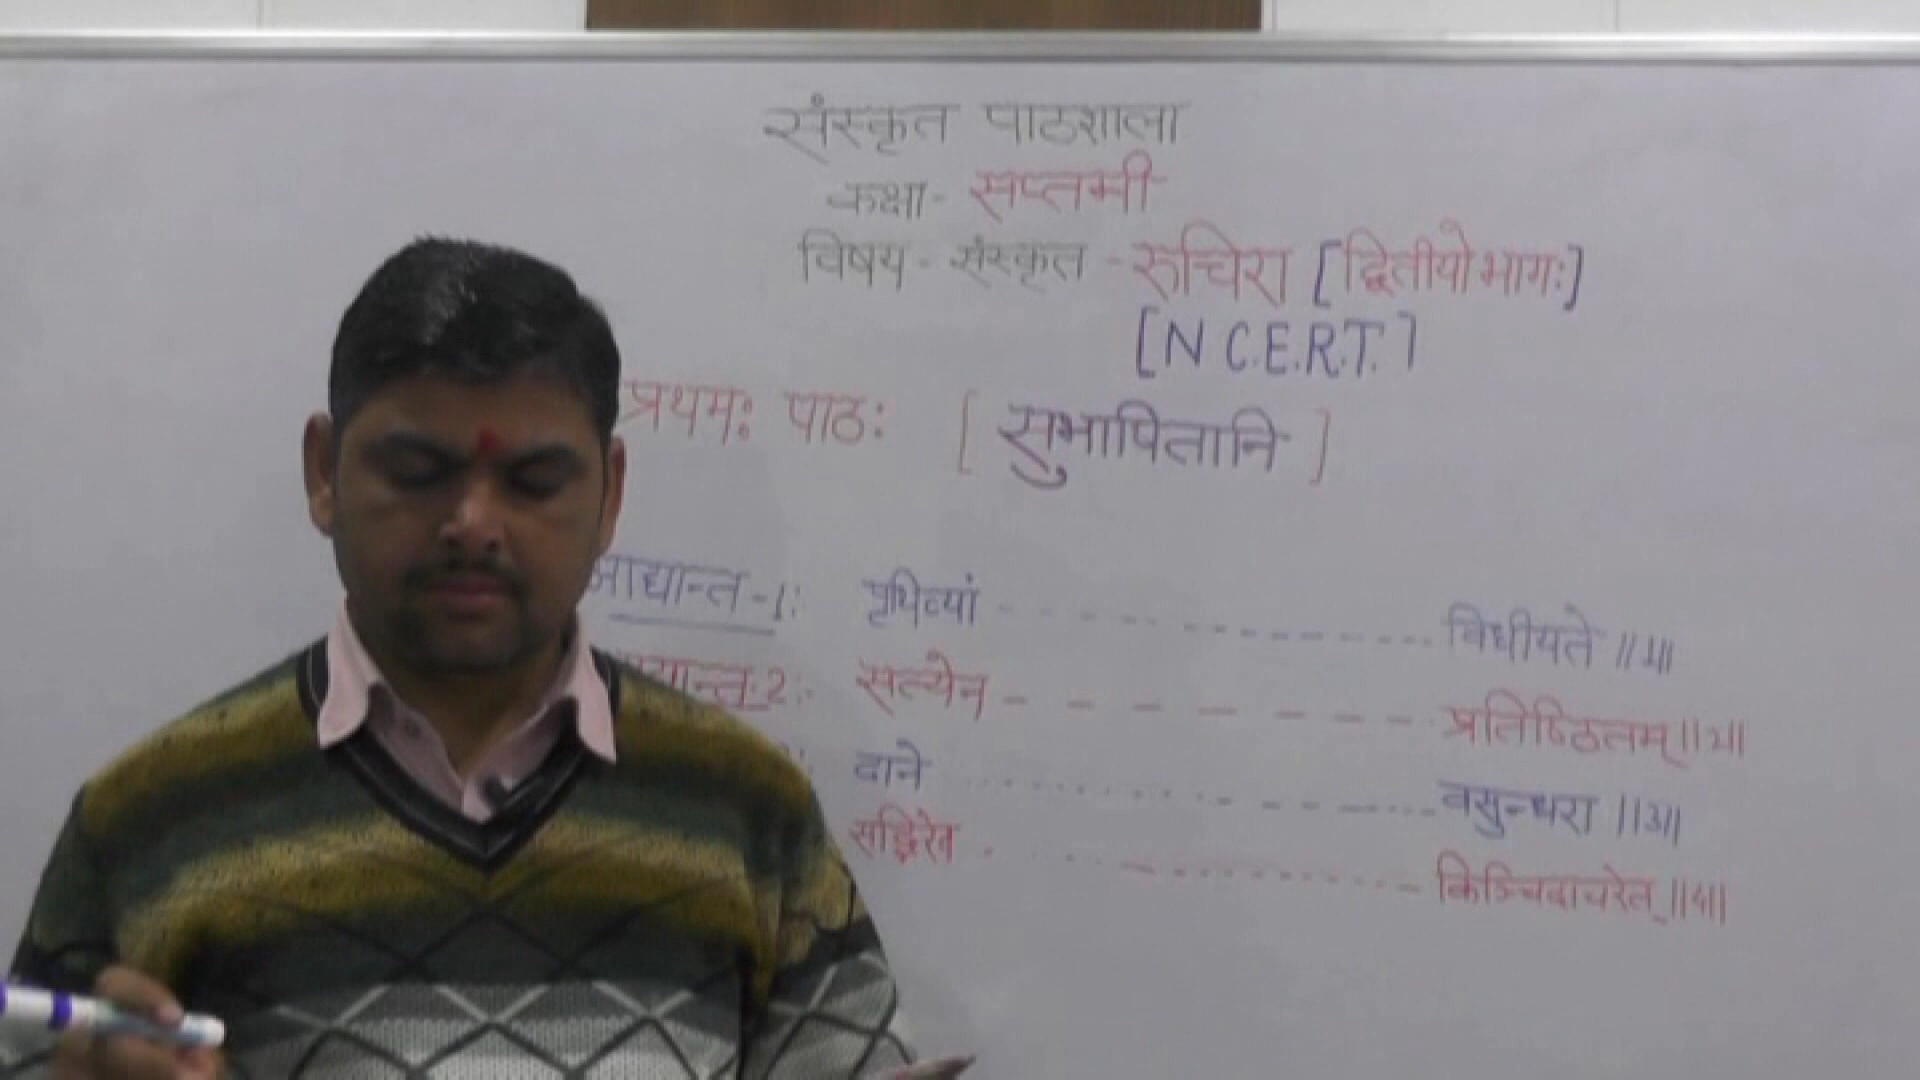 संस्कृत पाठशाला
कक्षा - सप्तमी
विषय - संस्कृत - रुचिरा [द्वितीयो भागः]
[N C.E.R.T.]
प्रथमः पाठः [ सुभाषितानि ]
आद्यान्त -1: पृथिव्यां - - - - - - - - - - - - विधीयते ॥1॥
द्यान्त-2:- सत्येन - - - - - - - - प्रतिष्ठितम् ॥2॥
दाने ............ - - - - ... वसुन्धरा ॥3॥
सद्भिरेव . . . . - - ........ - किञ्चिदाचरेत् ॥4॥